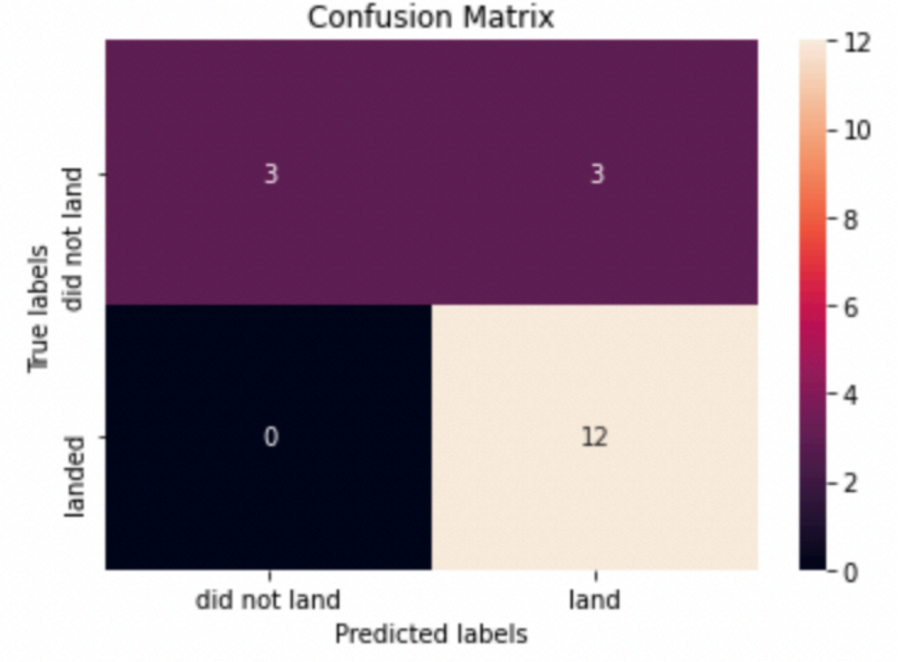 Confusion Matrix
True labels
did not land
landed
3
3
0
12
did not land
land
Predicted labels
12
10
8
6
4
2
0